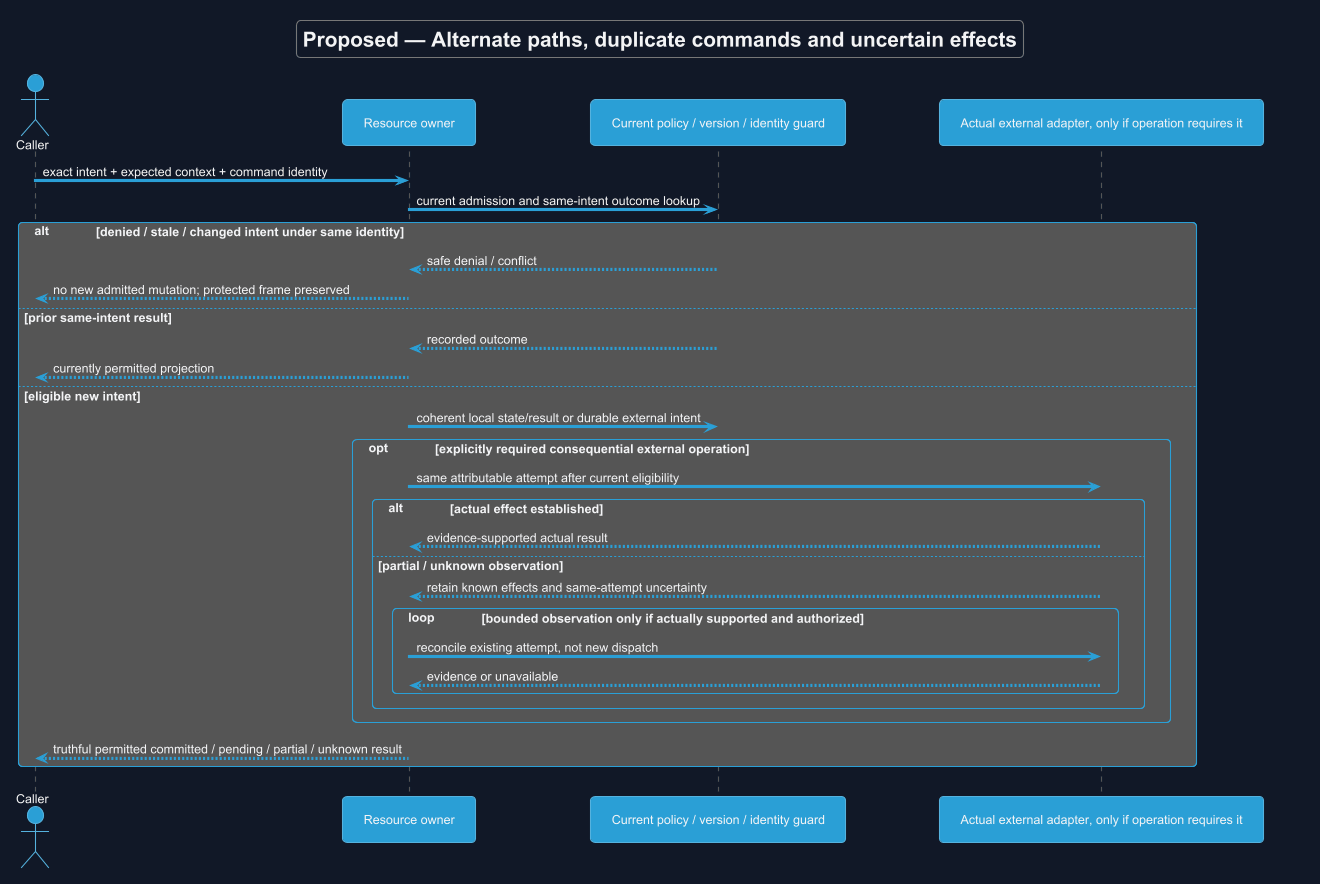 Proposed — Alternate paths, duplicate commands and uncertain effects
Caller
Resource owner
Current policy / version / identity guard
Actual external adapter, only if operation requires it
exact intent + expected context + command identity
current admission and same-intent outcome lookup
alt [denied / stale / changed intent under same identity]
safe denial / conflict
no new admitted mutation; protected frame preserved
[prior same-intent result]
recorded outcome
currently permitted projection
[eligible new intent]
coherent local state/result or durable external intent
opt [explicitly required consequential external operation]
same attributable attempt after current eligibility
alt [actual effect established]
evidence-supported actual result
[partial / unknown observation]
retain known effects and same-attempt uncertainty
loop [bounded observation only if actually supported and authorized]
reconcile existing attempt, not new dispatch
evidence or unavailable
truthful permitted committed / pending / partial / unknown result
Caller
Resource owner
Current policy / version / identity guard
Actual external adapter, only if operation requires it